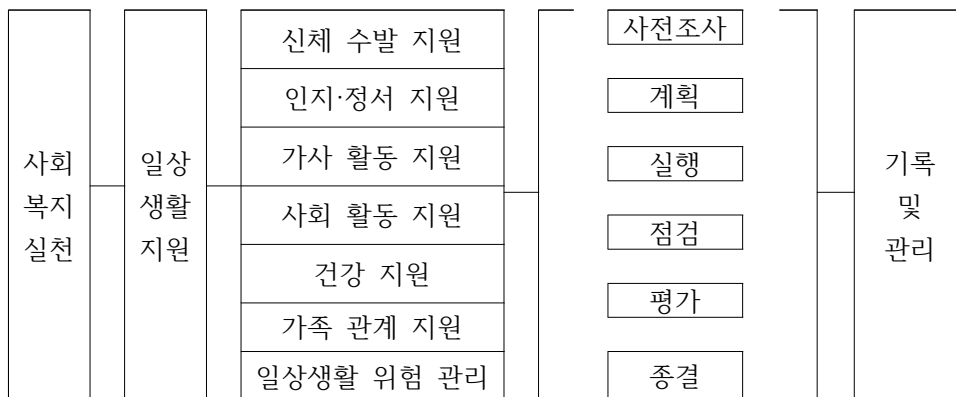 사회
복지
실천
일상
생활
지원
신체 수발 지원
인지·정서 지원
가사 활동 지원
사회 활동 지원
건강 지원
가족 관계 지원
일상생활 위험 관리
사전조사
계획
실행
점검
평가
종결
기록
및
관리